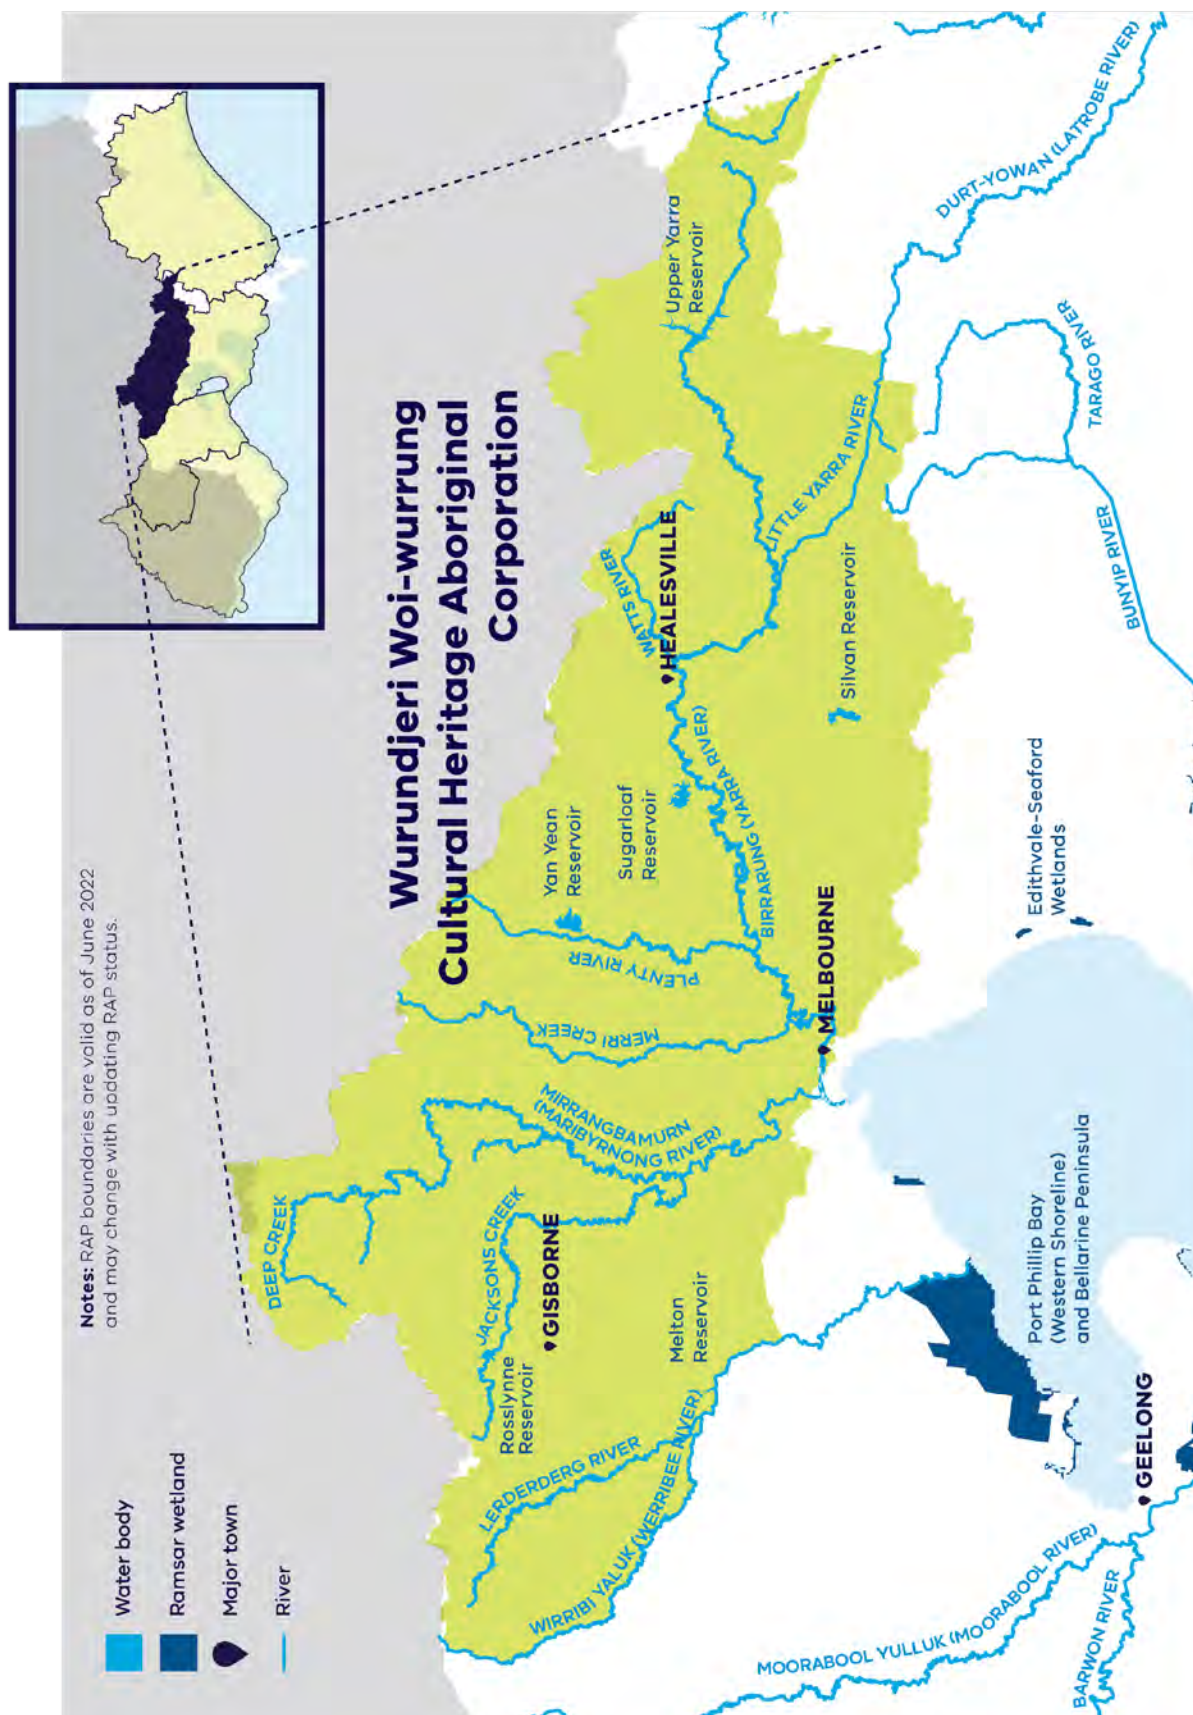 Notes: RAP boundaries are valid as of June 2022
and may change with updating RAP status.
Water body
Ramsar wetland
Major town
River
Wurundjeri Woi-wurrung
Cultural Heritage Aboriginal
Corporation
DEEP CREEK
JACKSONS CREEK
Rosslynne
Reservoir
GISBORNE
LERDERDERG RIVER
WIRRIBI YALUK (WERRIBEE RIVER)
Melton
Reservoir
MIRRANGBAMURN
(MARIBYRNONG RIVER)
MERRI CREEK
PLENTY RIVER
Yan Yean
Reservoir
Sugarloaf
Reservoir
BIRRARUNG (YARRA RIVER)
WATTS RIVER
HEALESVILLE
Upper Yarra
Reservoir
LITTLE YARRA RIVER
Silvan Reservoir
MELBOURNE
DURT-YOWAN (LATROBE RIVER)
TARAGO RIVER
BUNYIP RIVER
Edithvale-Seaford
Wetlands
Port Phillip Bay
(Western Shoreline)
and Bellarine Peninsula
GEELONG
MOORABOOL YULLUK (MOORABOOL RIVER)
BARWON RIVER